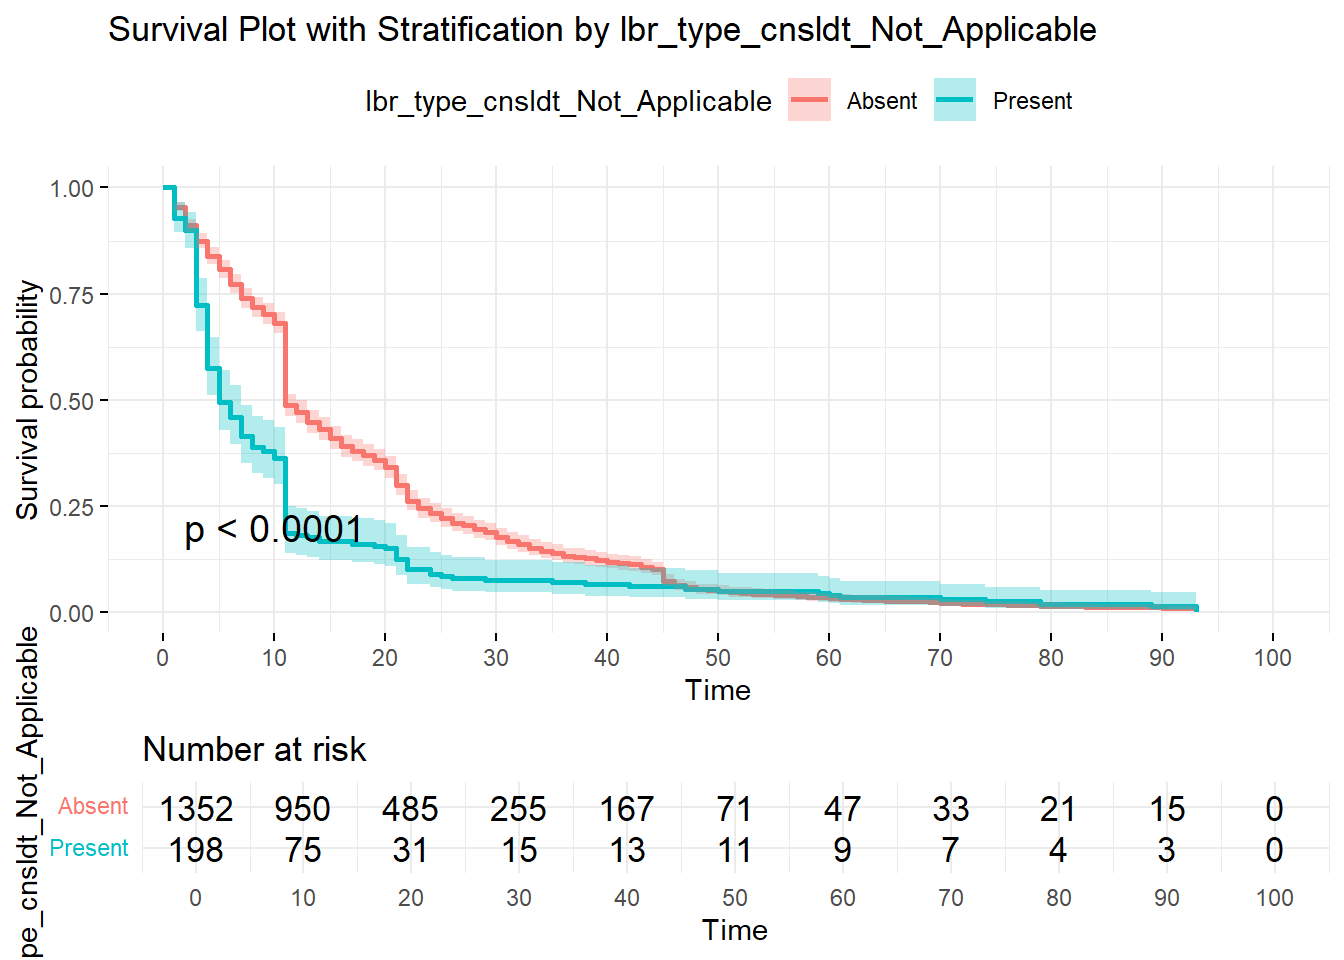 Survival Plot with Stratification by lbr_type_cnsldt_Not_Applicable
lbr_type_cnsldt_Not_Applicable Absent Present
Survival probability
1.00
0.75
0.50
0.25
0.00
p < 0.0001
0 10 20 30 40 50 60 70 80 90 100
Time
Number at risk
pe_cnsldt_Not_Applicable
Absent 1352 950 485 255 167 71 47 33 21 15 0
Present 198 75 31 15 13 11 9 7 4 3 0
0 10 20 30 40 50 60 70 80 90 100
Time